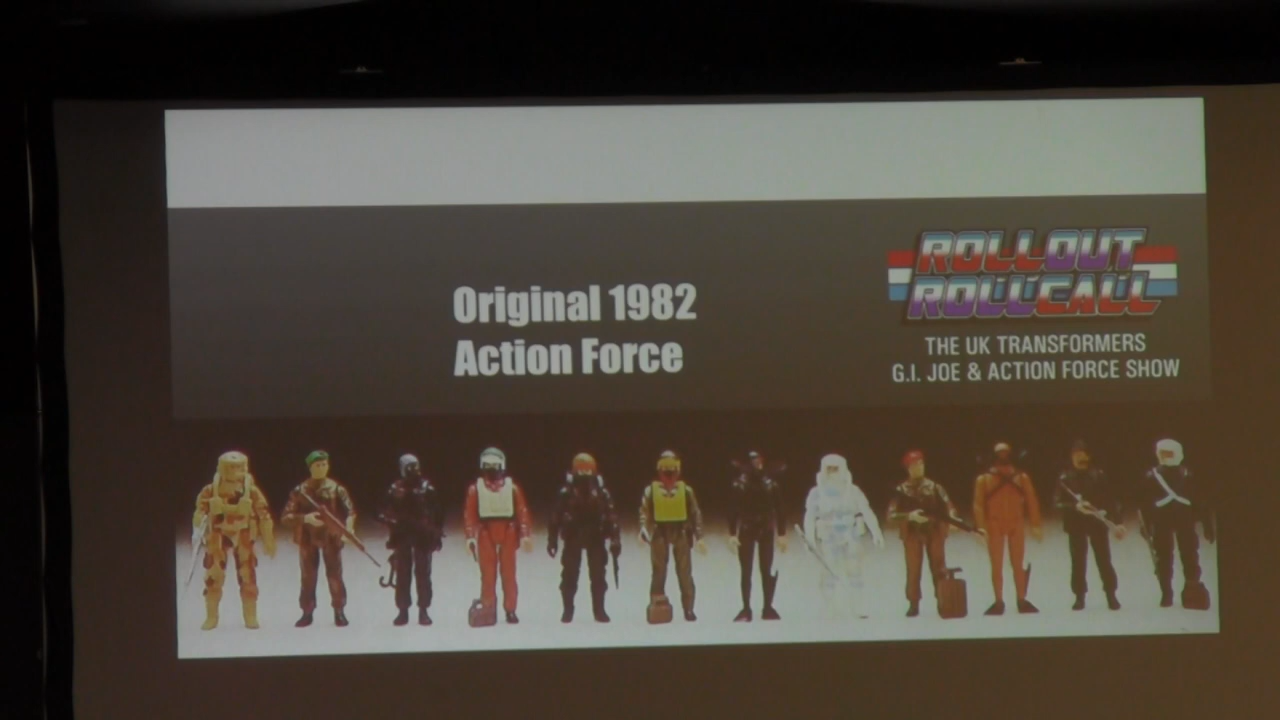 Original 1982
Action Force
ROLLOUT
ROLLCALL
THE UK TRANSFORMERS
G.I. JOE & ACTION FORCE SHOW